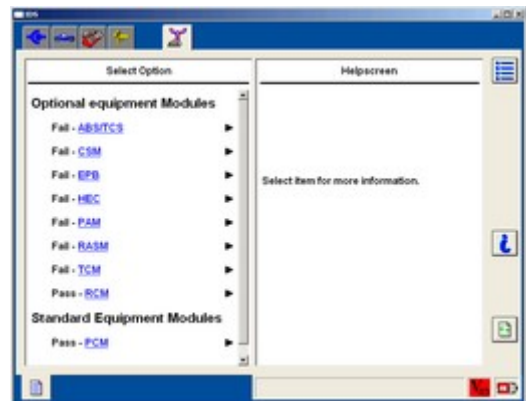 IDS
Select Option
Helpscreen
Optional equipment Modules
Fail - ABS/TCS
Fail - CSM
Fail - EPB
Fail - HEC
Fail - PAM
Fail - RASM
Fail - TCM
Pass - RCM
Standard Equipment Modules
Pass - PCM
Select item for more information.